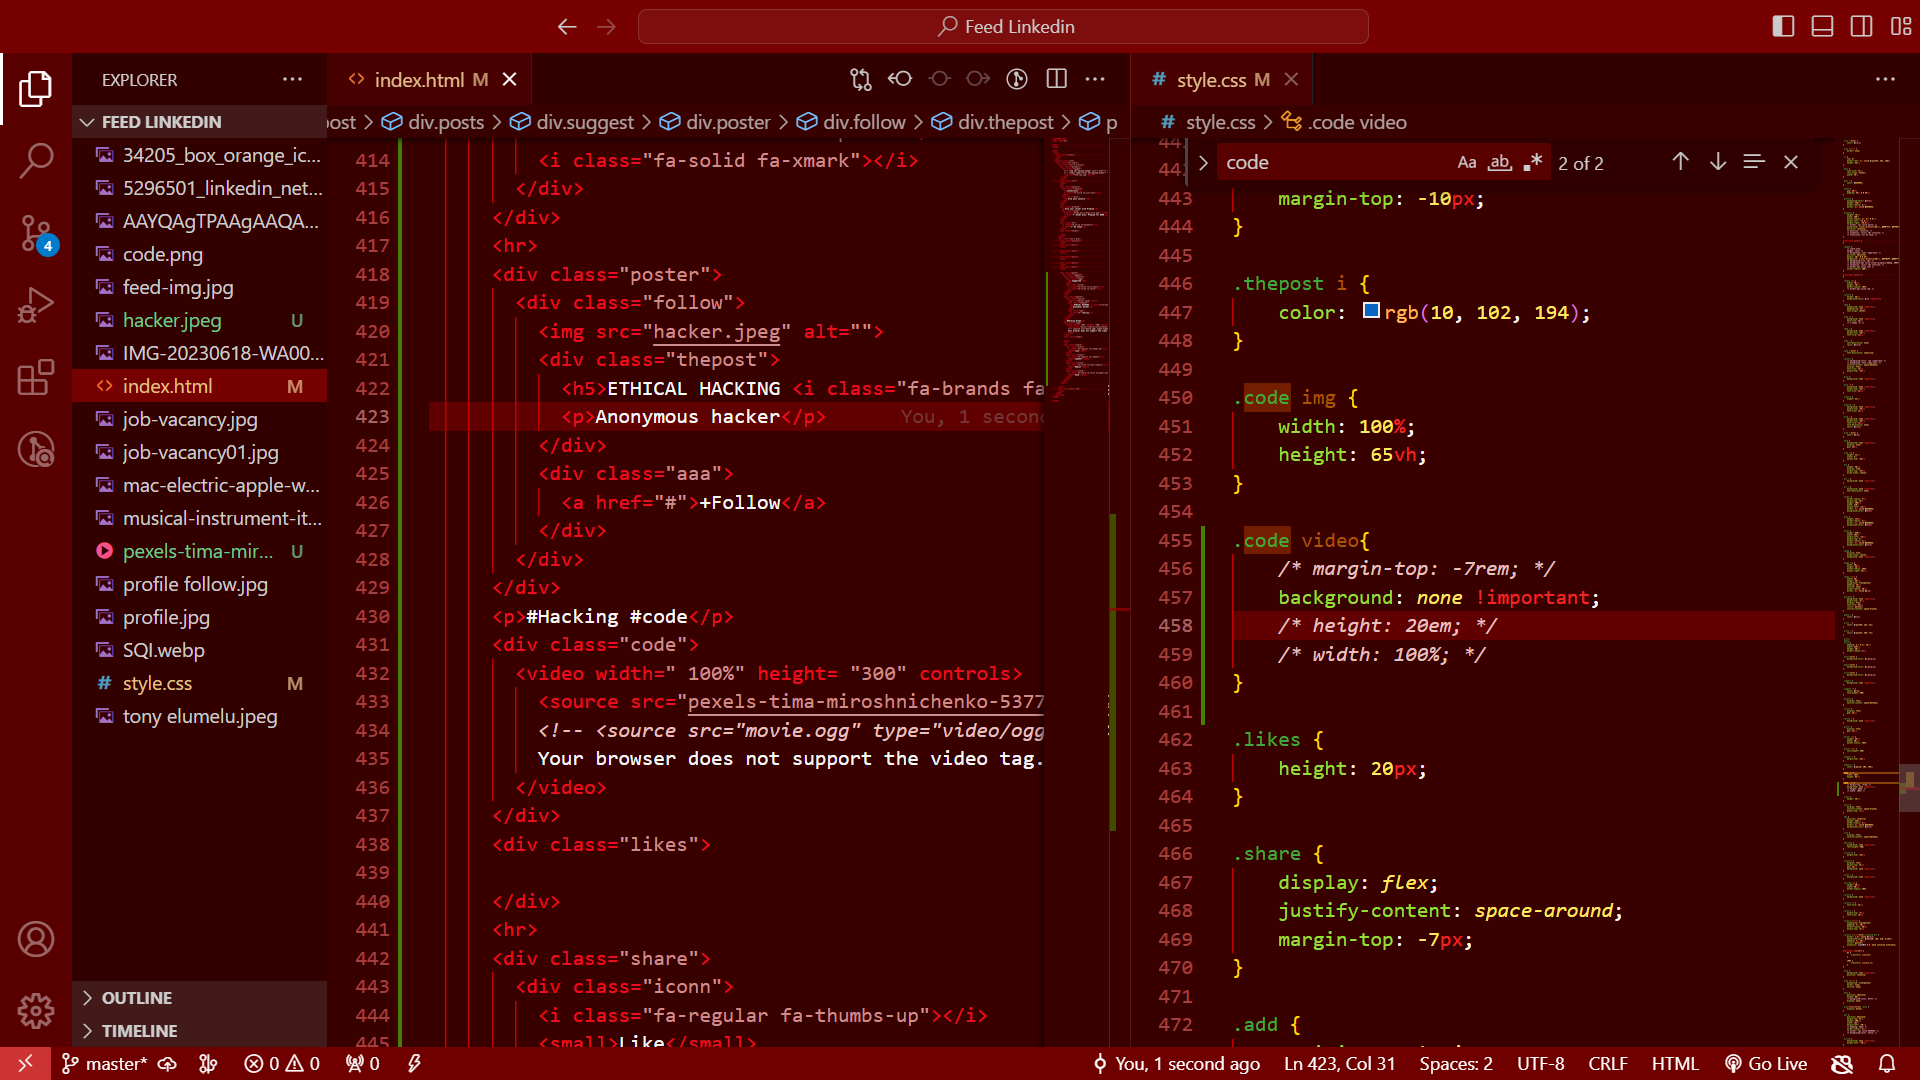 Feed Linkedin
EXPLORER
FEED LINKEDIN
34205_box_orange_ic...
5296501_linkedin_net...
AAYQAgTPAAgAAQA...
code.png
feed-img.jpg
hacker.jpeg U
IMG-20230618-WA00...
index.html M
job-vacancy.jpg
job-vacancy01.jpg
mac-electric-apple-w...
musical-instrument-it...
pexels-tima-mir... U
profile follow.jpg
profile.jpg
SQI.webp
style.css M
tony elumelu.jpeg
OUTLINE
TIMELINE
index.html M
post > div.posts > div.suggest > div.poster > div.follow > div.thepost > p
414 <i class="fa-solid fa-xmark"></i>
415 </div>
416 </div>
417 <hr>
418 <div class="poster">
419 <div class="follow">
420 <img src="hacker.jpeg" alt="">
421 <div class="thepost">
422 <h5>ETHICAL HACKING <i class="fa-brands fa
423 <p>Anonymous hacker</p> You, 1 second
424 </div>
425 <div class="aaa">
426 <a href="#">+Follow</a>
427 </div>
428 </div>
429 </div>
430 <p>#Hacking #code</p>
431 <div class="code">
432 <video width=" 100%" height= "300" controls>
433 <source src="pexels-tima-miroshnichenko-5377
434 <!-- <source src="movie.ogg" type="video/ogg
435 Your browser does not support the video tag.
436 </video>
437 </div>
438 <div class="likes">
439
440 </div>
441 <hr>
442 <div class="share">
443 <div class="iconn">
444 <i class="fa-regular fa-thumbs-up"></i>
445 <small>Like</small>
style.css M
style.css > .code video
code Aa ab 2 of 2
443 margin-top: -10px;
444 }
445
446 .thepost i {
447 color: rgb(10, 102, 194);
448 }
449
450 .code img {
451 width: 100%;
452 height: 65vh;
453 }
454
455 .code video{
456 /* margin-top: -7rem; */
457 background: none !important;
458 /* height: 20em; */
459 /* width: 100%; */
460 }
461
462 .likes {
463 height: 20px;
464 }
465
466 .share {
467 display: flex;
468 justify-content: space-around;
469 margin-top: -7px;
470 }
471
472 .add {
4
master* 0 0 0 You, 1 second ago Ln 423, Col 31 Spaces: 2 UTF-8 CRLF HTML Go Live